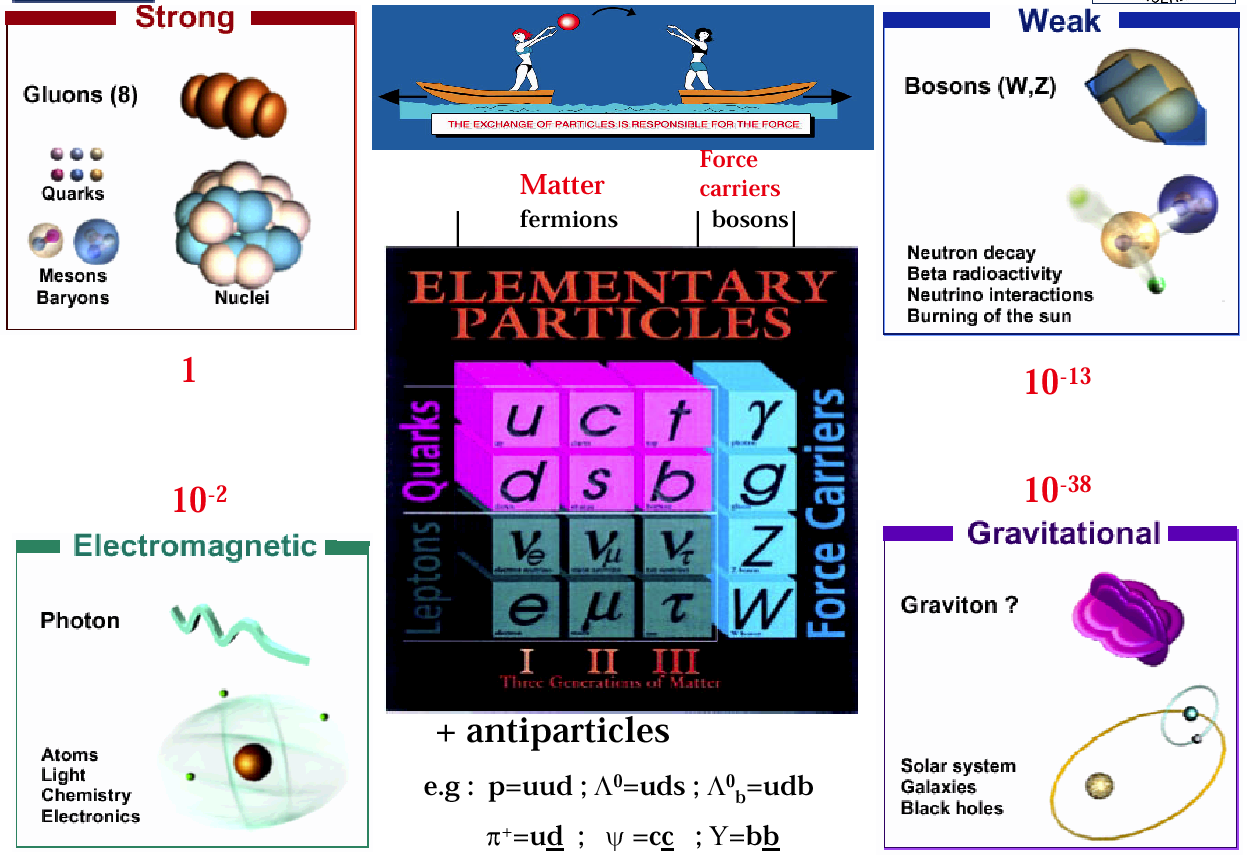 Strong
Gluons (8)
Quarks
Mesons
Baryons
Nuclei
1
THE EXCHANGE OF PARTICLES IS RESPONSIBLE FOR THE FORCE
Matter
fermions
Force
carriers
bosons
Weak
Bosons (W,Z)
Neutron decay
Beta radioactivity
Neutrino interactions
Burning of the sun
10⁻¹³
ELEMENTARY
PARTICLES
Quarks
Leptons
Force Carriers
u c t γ
d s b g
νe νμ ντ Z
e μ τ W
I II III
Three Generations of Matter
10⁻²
Electromagnetic
Photon
Atoms
Light
Chemistry
Electronics
+ antiparticles
e.g : p=uud ; Λ⁰=uds ; Λ⁰b=udb
π⁺=ud ; ψ =cc ; Υ=bb
10⁻³⁸
Gravitational
Graviton ?
Solar system
Galaxies
Black holes